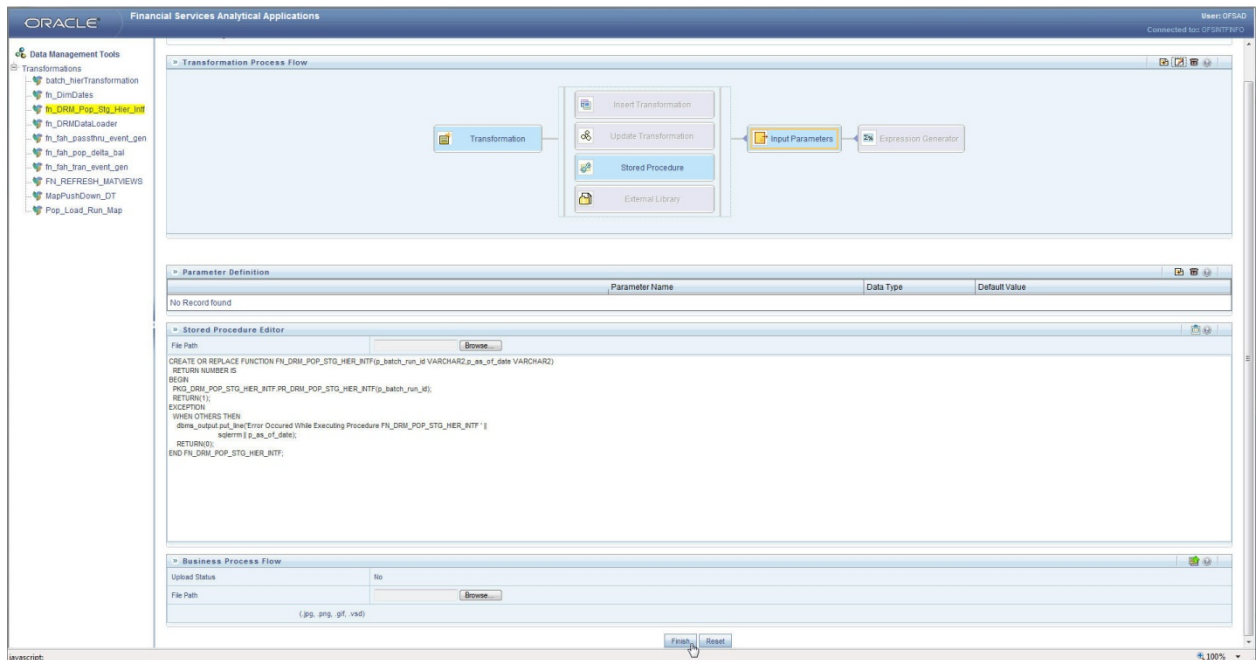 ORACLE
Financial Services Analytical Applications
User: OFSAD
Connected to: OFSINTFINFO
Data Management Tools
Transformations
batch_hierTransformation
fn_DimDates
fn_DRM_Pop_Stg_Hier_Intf
fn_DRMDataLoader
fn_fah_passthru_event_gen
fn_fah_pop_delta_bal
fn_fah_tran_event_gen
FN_REFRESH_MATVIEWS
MapPushDown_DT
Pop_Load_Run_Map
» Transformation Process Flow
Transformation
Insert Transformation
Update Transformation
Stored Procedure
External Library
Input Parameters
Expression Generator
» Parameter Definition
Parameter Name
Data Type
Default Value
No Record found
» Stored Procedure Editor
File Path
Browse...
CREATE OR REPLACE FUNCTION FN_DRM_POP_STG_HIER_INTF(p_batch_run_id VARCHAR2,p_as_of_date VARCHAR2)
RETURN NUMBER IS
BEGIN
PKG_DRM_POP_STG_HIER_INTF.PR_DRM_POP_STG_HIER_INTF(p_batch_run_id);
RETURN(1);
EXCEPTION
WHEN OTHERS THEN
dbms_output.put_line('Error Occured While Executing Procedure FN_DRM_POP_STG_HIER_INTF ' ||
sqlerrm || p_as_of_date);
RETURN(0);
END FN_DRM_POP_STG_HIER_INTF;
» Business Process Flow
Upload Status
No
File Path
Browse...
(.jpg, .png, .gif, .vsd)
Finish
Reset
javascript:
100%